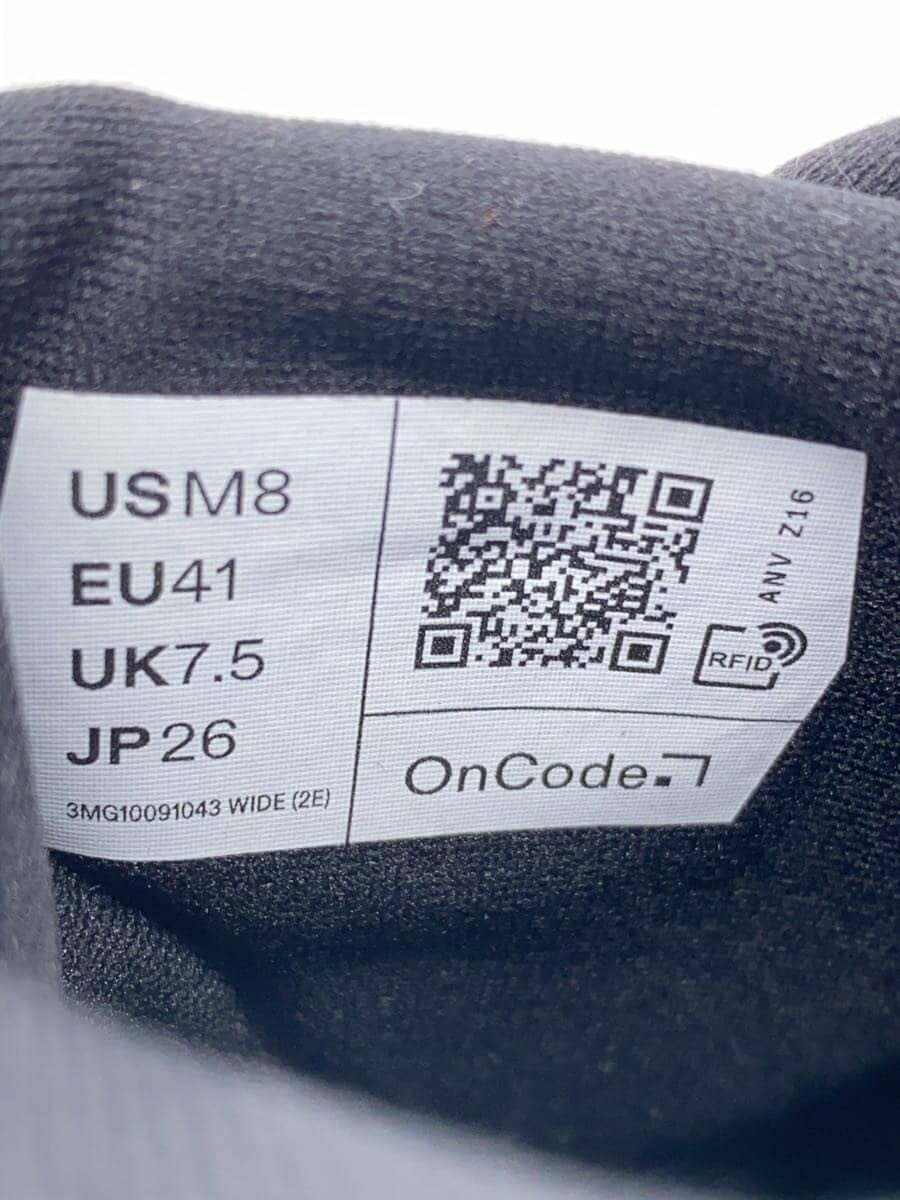 USM8
EU41
UK7.5
JP26
3MG10091043 WIDE (2E)
ANV Z16
RFID
OnCode